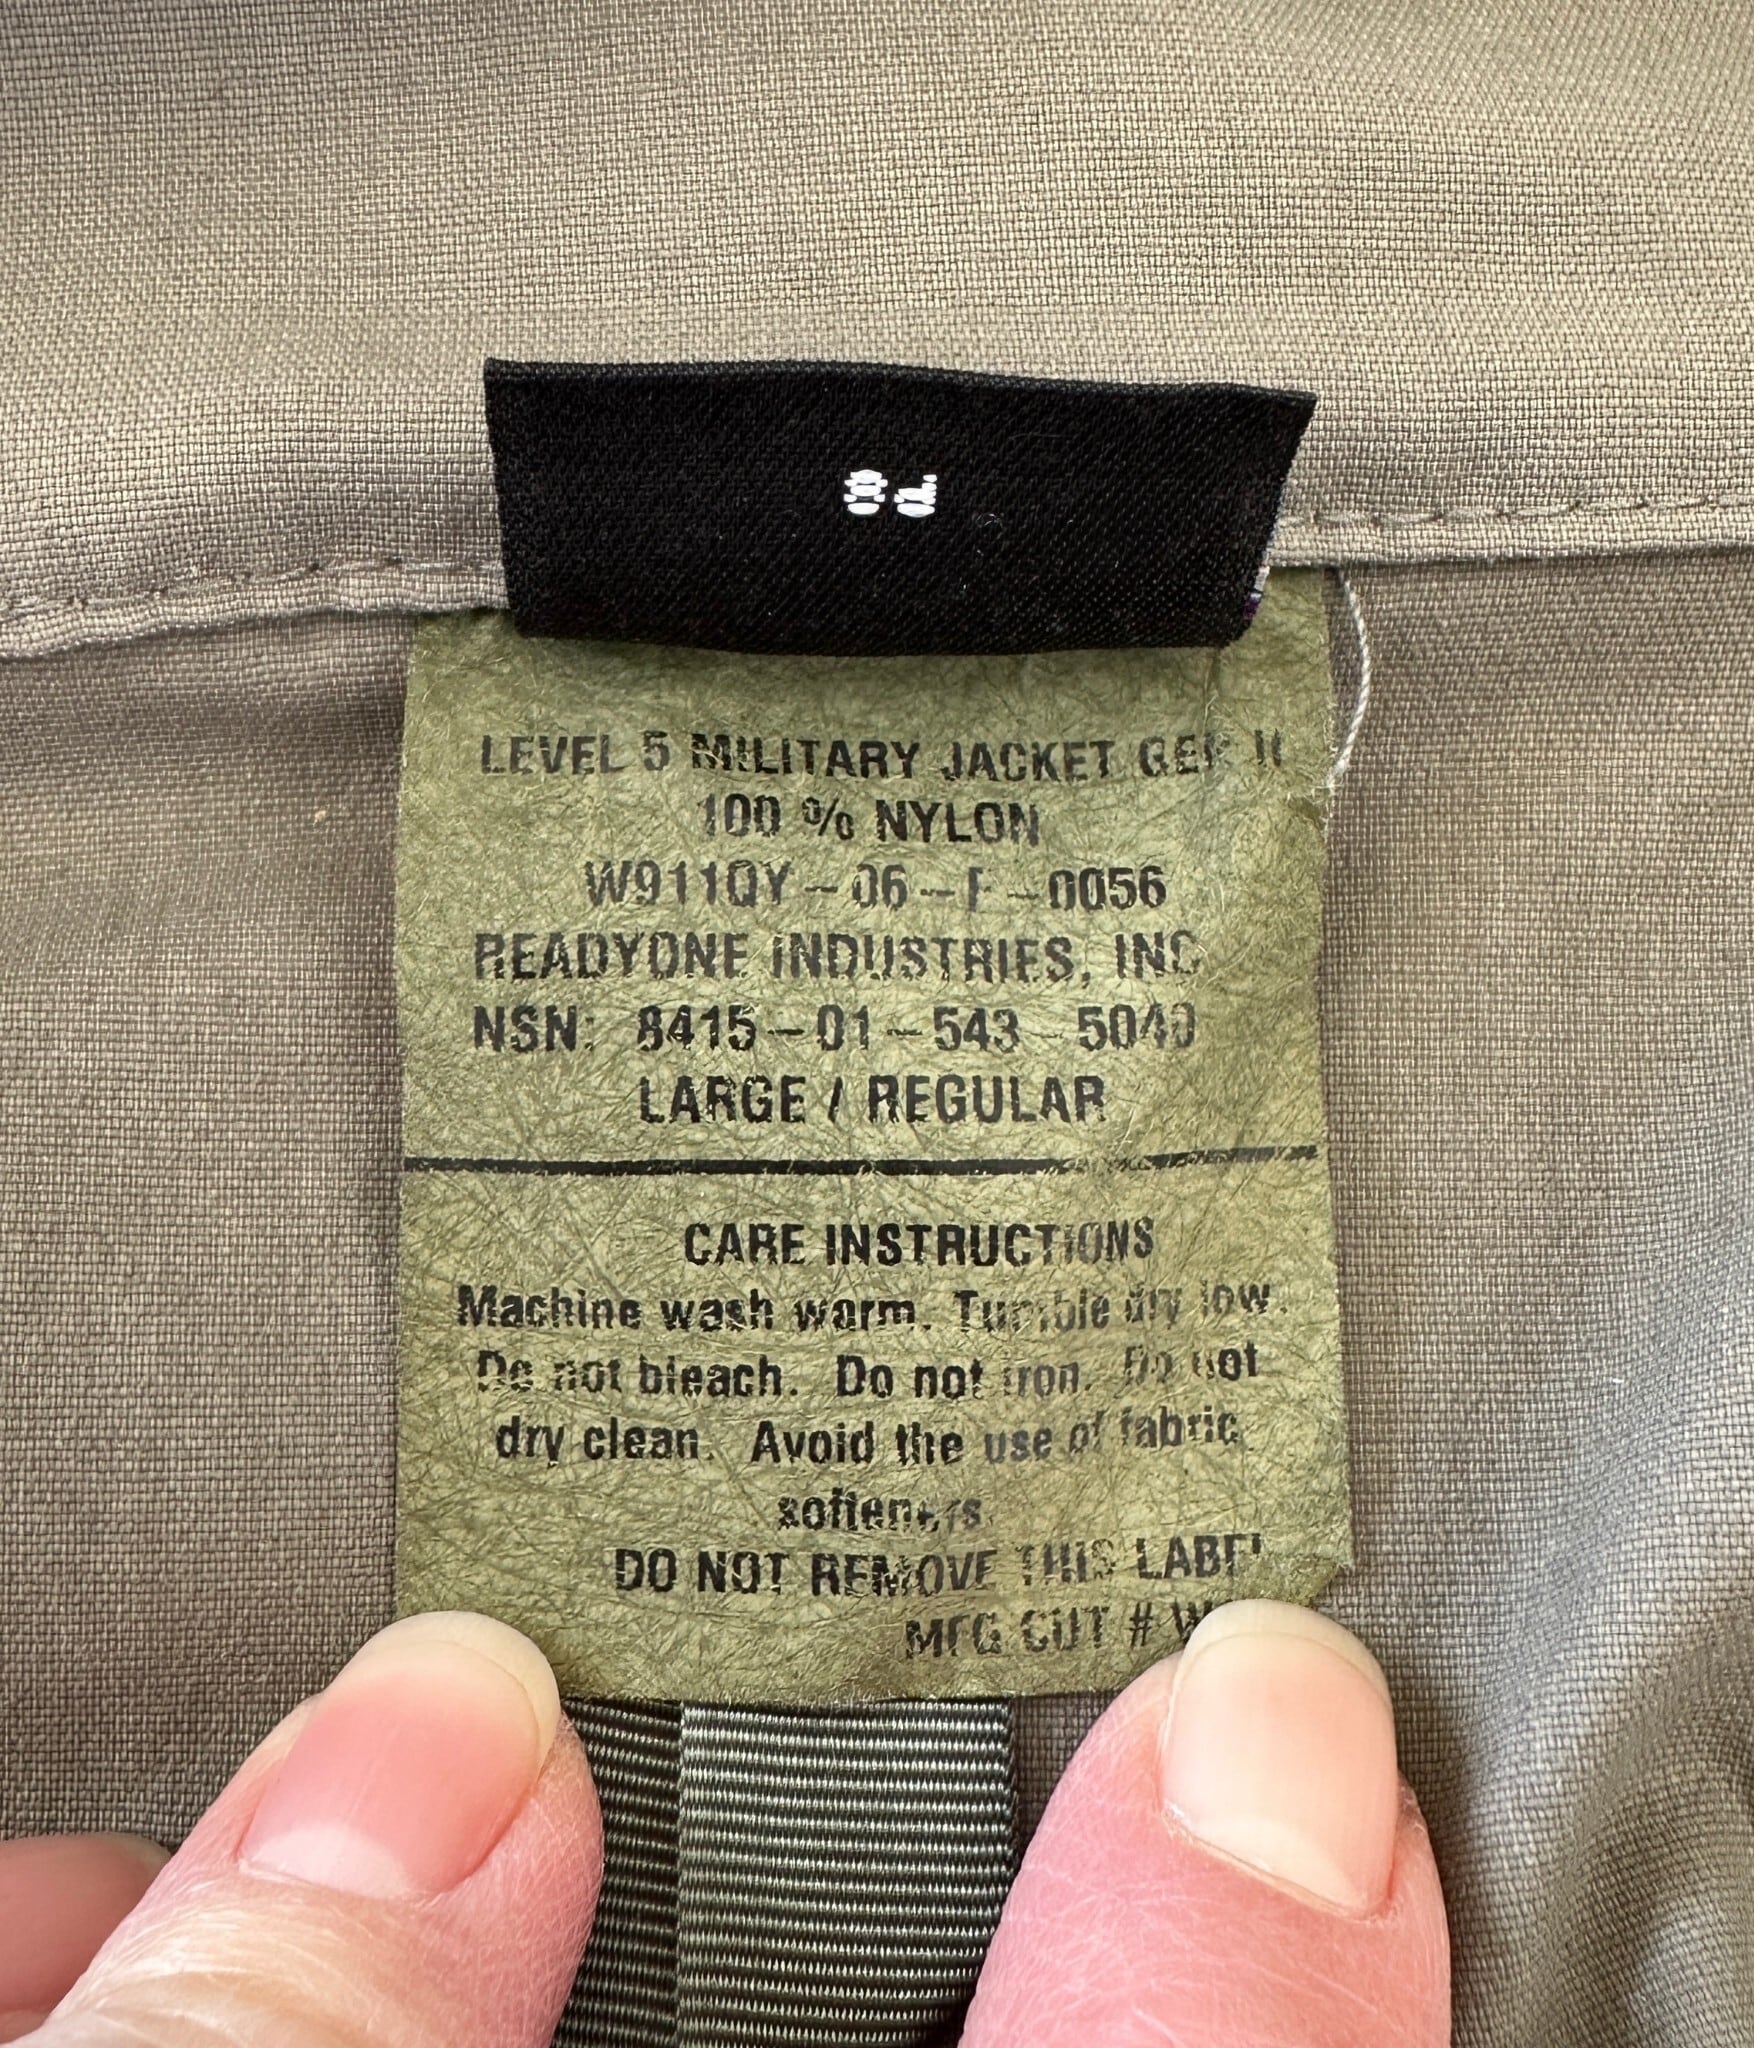 LEVEL 5 MILITARY JACKET GEN II
100 % NYLON
W911QY-06-F-0056
READYONE INDUSTRIES, INC
NSN: 8415-01-543-5040
LARGE / REGULAR
CARE INSTRUCTIONS
Machine wash warm. Tumble dry low.
Do not bleach. Do not iron. Do not
dry clean. Avoid the use of fabric
softeners.
DO NOT REMOVE THIS LABEL
MFG CUT #